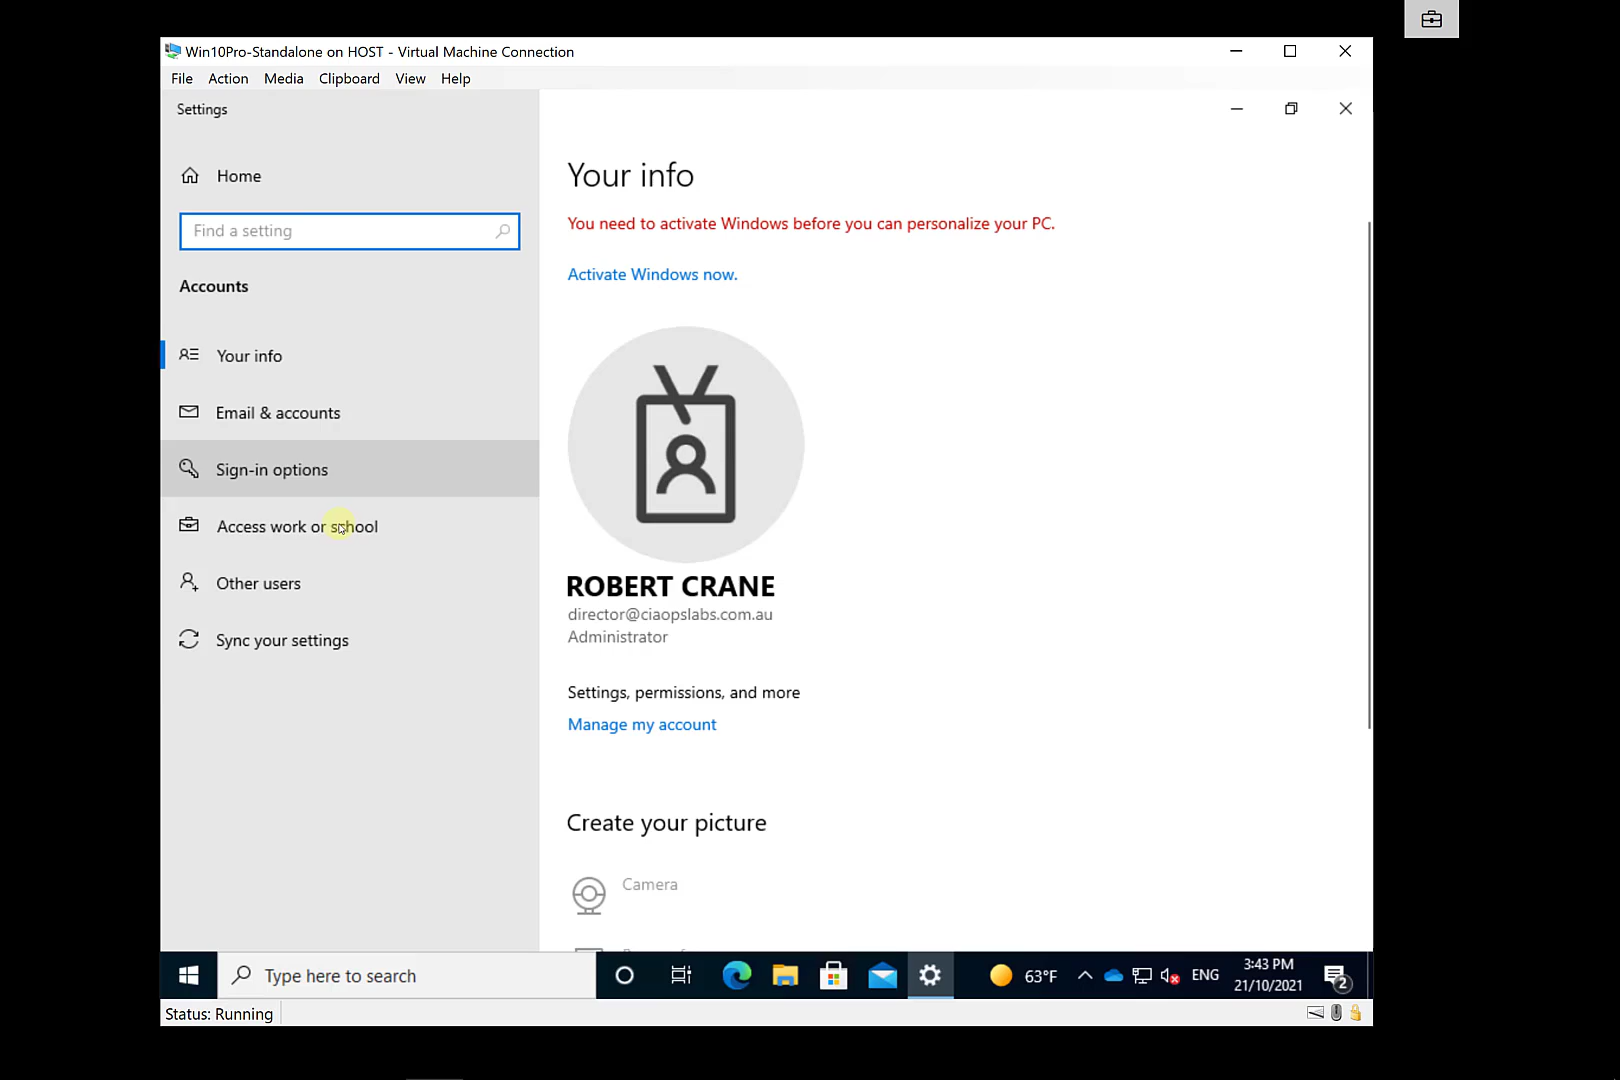 Win10Pro-Standalone on HOST - Virtual Machine Connection
File Action Media Clipboard View Help
Settings
Home
Find a setting
Accounts
Your info
Email & accounts
Sign-in options
Access work or school
Other users
Sync your settings
Your info
You need to activate Windows before you can personalize your PC.
Activate Windows now.
ROBERT CRANE
director@ciaopslabs.com.au
Administrator
Settings, permissions, and more
Manage my account
Create your picture
Camera
Type here to search
63°F
ENG
3:43 PM
21/10/2021
2
Status: Running